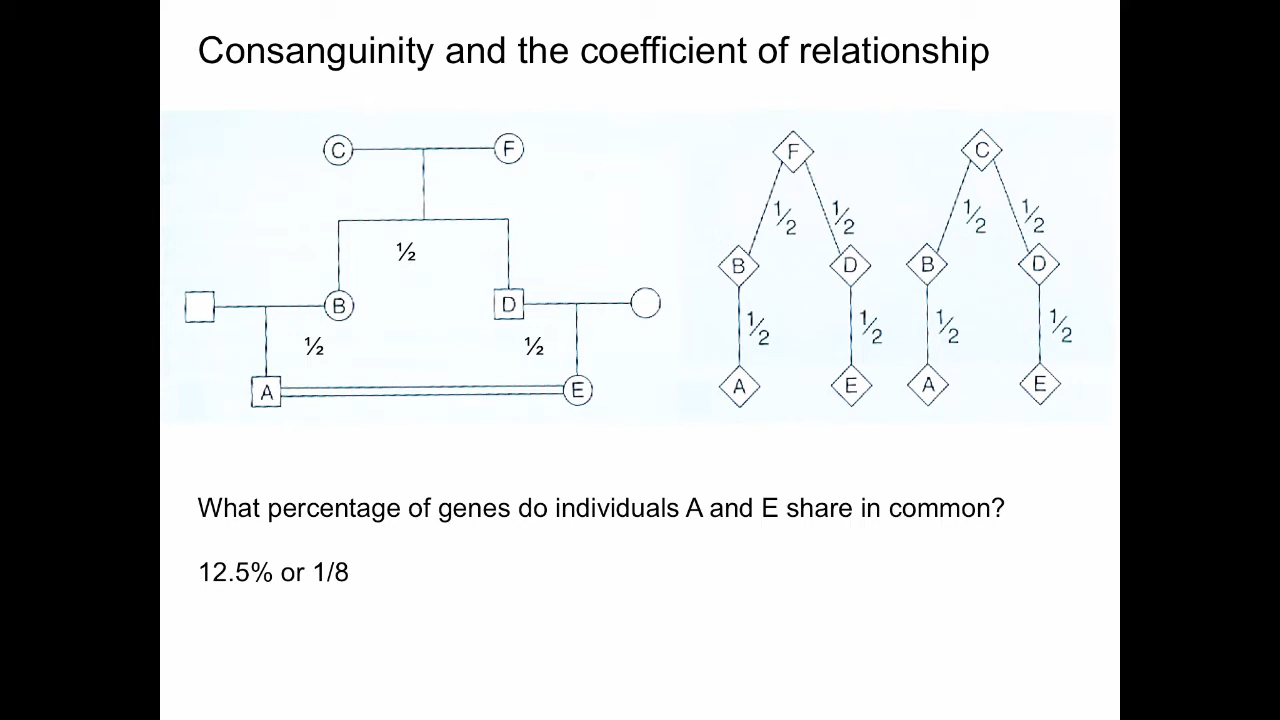 Consanguinity and the coefficient of relationship
C F F C
½ ½ ½ ½ ½
B D B D B D
½ ½ ½ ½ ½ ½
A E A E A E
What percentage of genes do individuals A and E share in common?
12.5% or 1/8